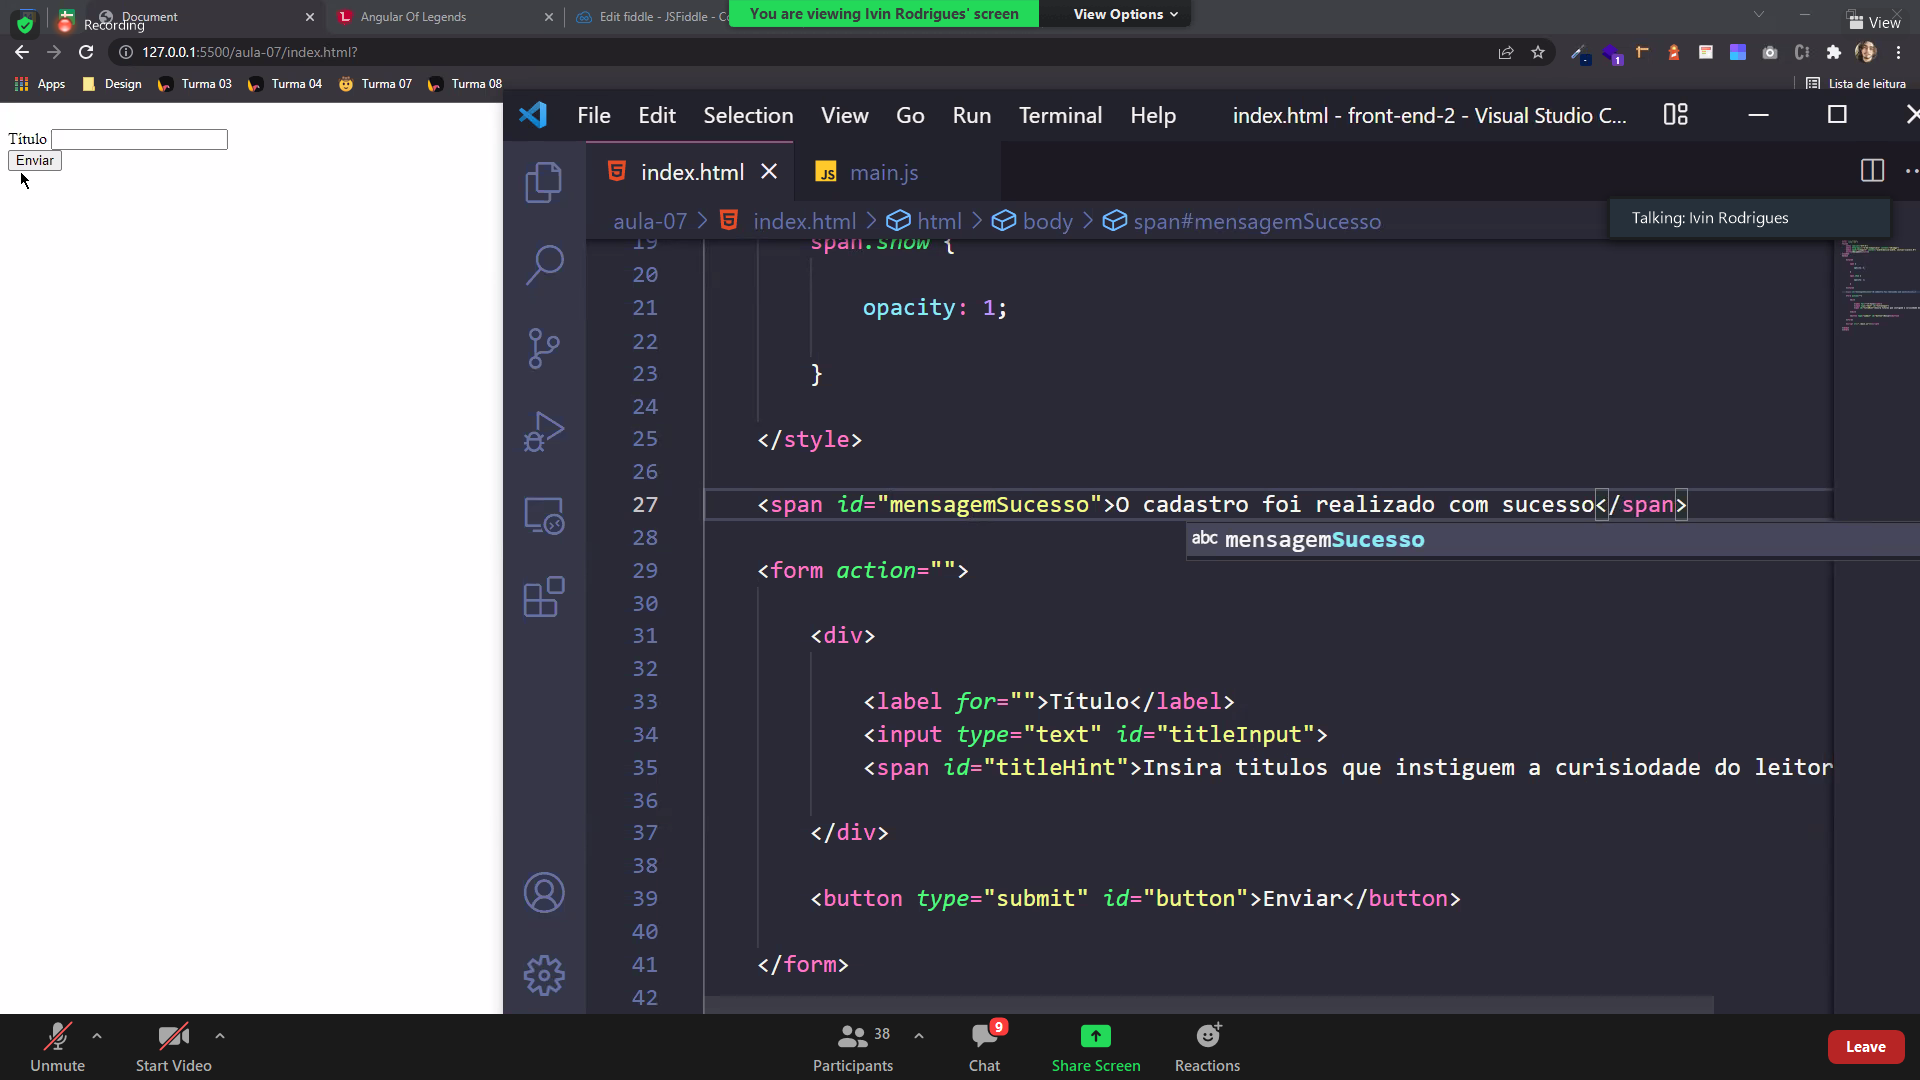 Document
Angular Of Legends
Edit fiddle - JSFiddle - Co
You are viewing Ivin Rodrigues' screen
View Options
Recording
View
127.0.0.1:5500/aula-07/index.html?
1
Apps
Design
Turma 03
Turma 04
Turma 07
Turma 08
Lista de leitura
File
Edit
Selection
View
Go
Run
Terminal
Help
index.html - front-end-2 - Visual Studio C...
Título
Enviar
index.html
JS main.js
Talking: Ivin Rodrigues
aula-07 > index.html > html > body > span#mensagemSucesso
19 span.show {
20
21 opacity: 1;
22
23 }
24
25 </style>
26
27 <span id="mensagemSucesso">O cadastro foi realizado com sucesso</span>
abc mensagemSucesso
28
29 <form action="">
30
31 <div>
32
33 <label for="">Título</label>
34 <input type="text" id="titleInput">
35 <span id="titleHint">Insira titulos que instiguem a curisiodade do leitor
36
37 </div>
38
39 <button type="submit" id="button">Enviar</button>
40
41 </form>
42
Unmute
Start Video
38
Participants
9
Chat
Share Screen
Reactions
Leave